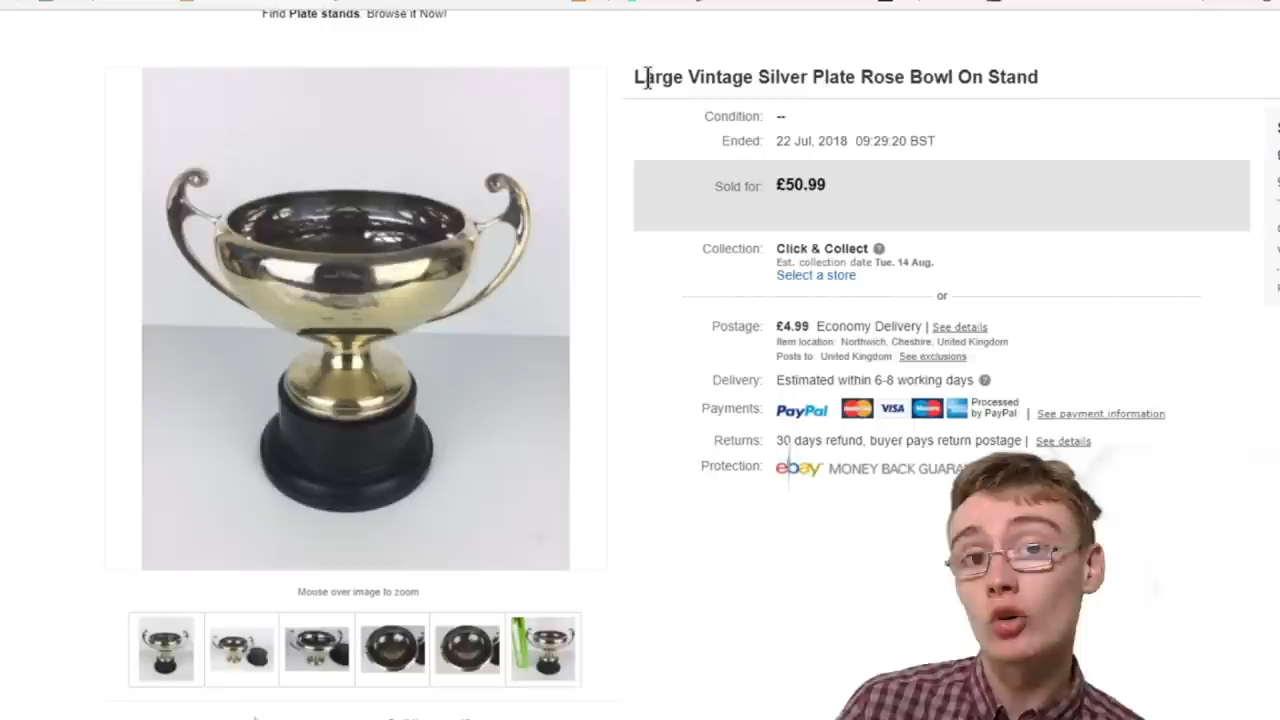 Find Plate stands. Browse it Now!
Large Vintage Silver Plate Rose Bowl On Stand
Condition: --
Ended: 22 Jul, 2018 09:29:20 BST
Sold for: £50.99
Collection: Click & Collect
Est. collection date Tue. 14 Aug.
Select a store
or
Postage: £4.99 Economy Delivery | See details
Item location: Northwich, Cheshire, United Kingdom
Posts to: United Kingdom See exclusions
Delivery: Estimated within 6-8 working days
Payments: PayPal MasterCard VISA Maestro Processed by PayPal | See payment information
Returns: 30 days refund, buyer pays return postage | See details
Protection: ebay MONEY BACK GUARA
Mouse over image to zoom